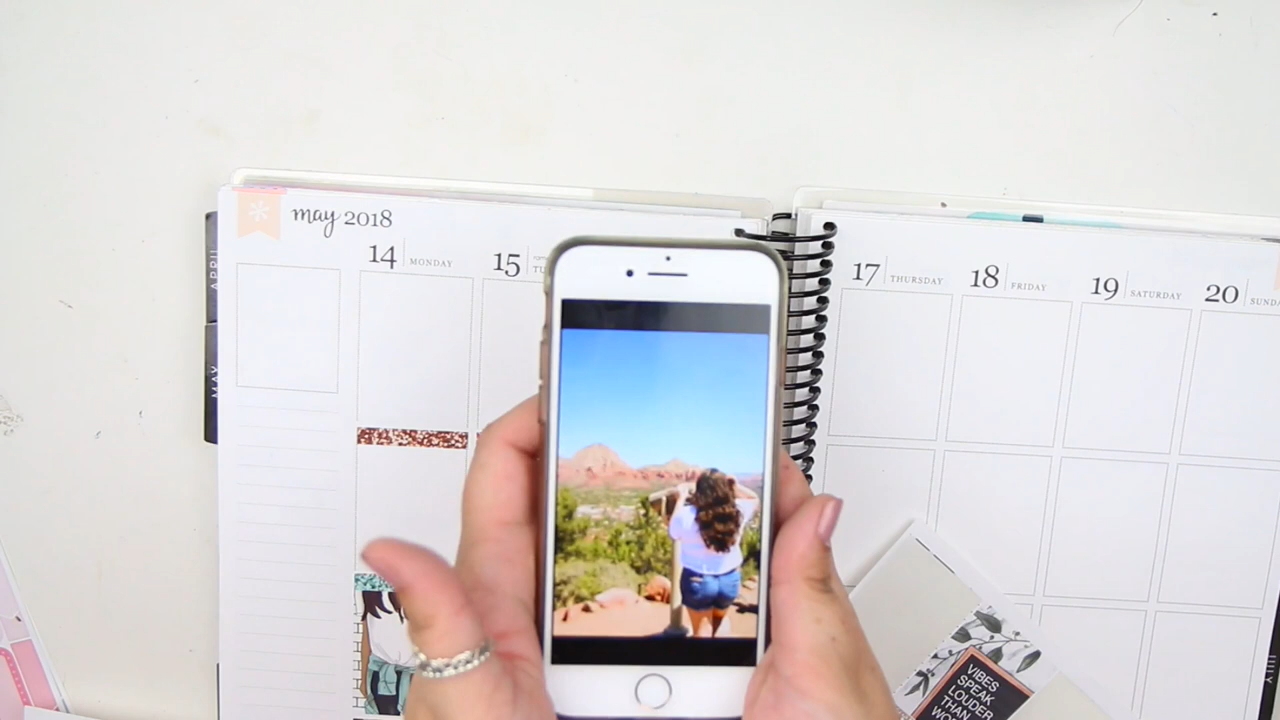 may 2018
14 MONDAY
15
17 THURSDAY
18 FRIDAY
19 SATURDAY
20
APRIL
MAY
VIBES
SPEAK
LOUDER
THAN